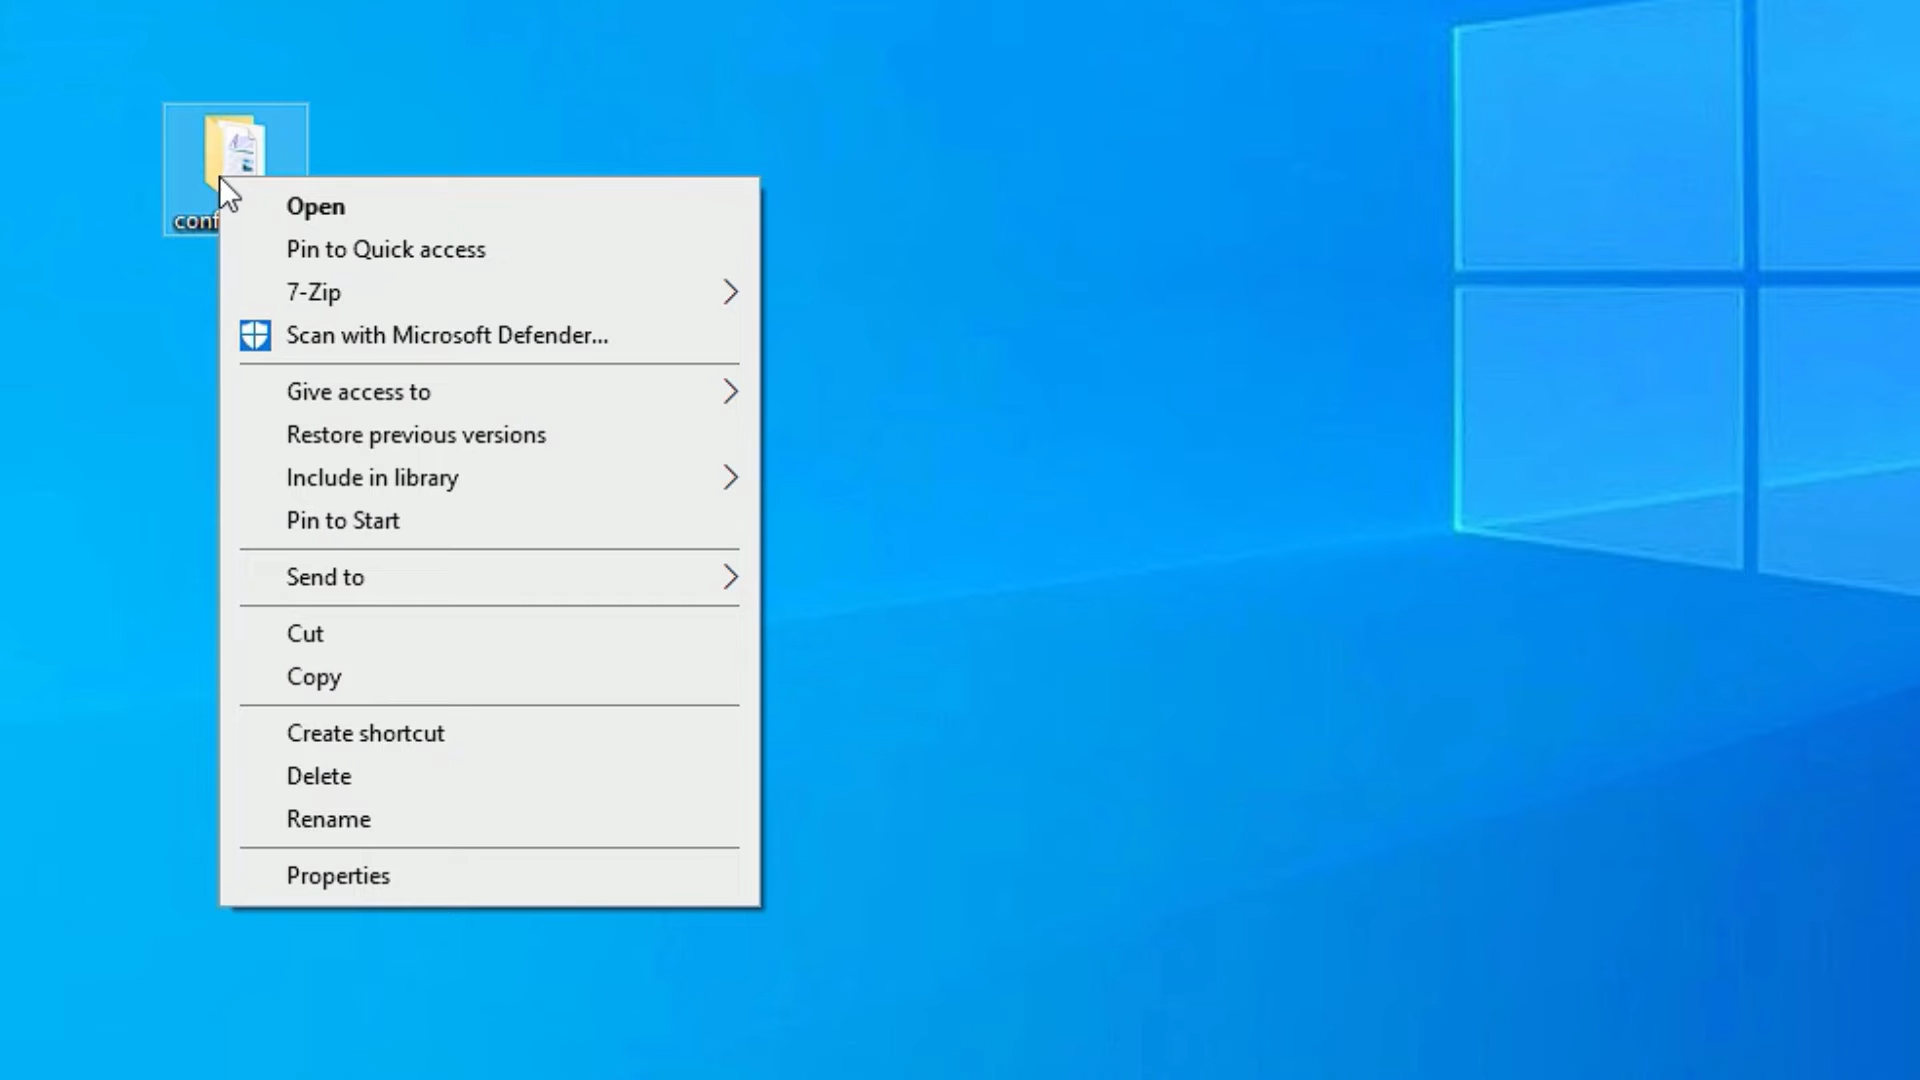 Open
Pin to Quick access
7-Zip
Scan with Microsoft Defender...
Give access to
Restore previous versions
Include in library
Pin to Start
Send to
Cut
Copy
Create shortcut
Delete
Rename
Properties